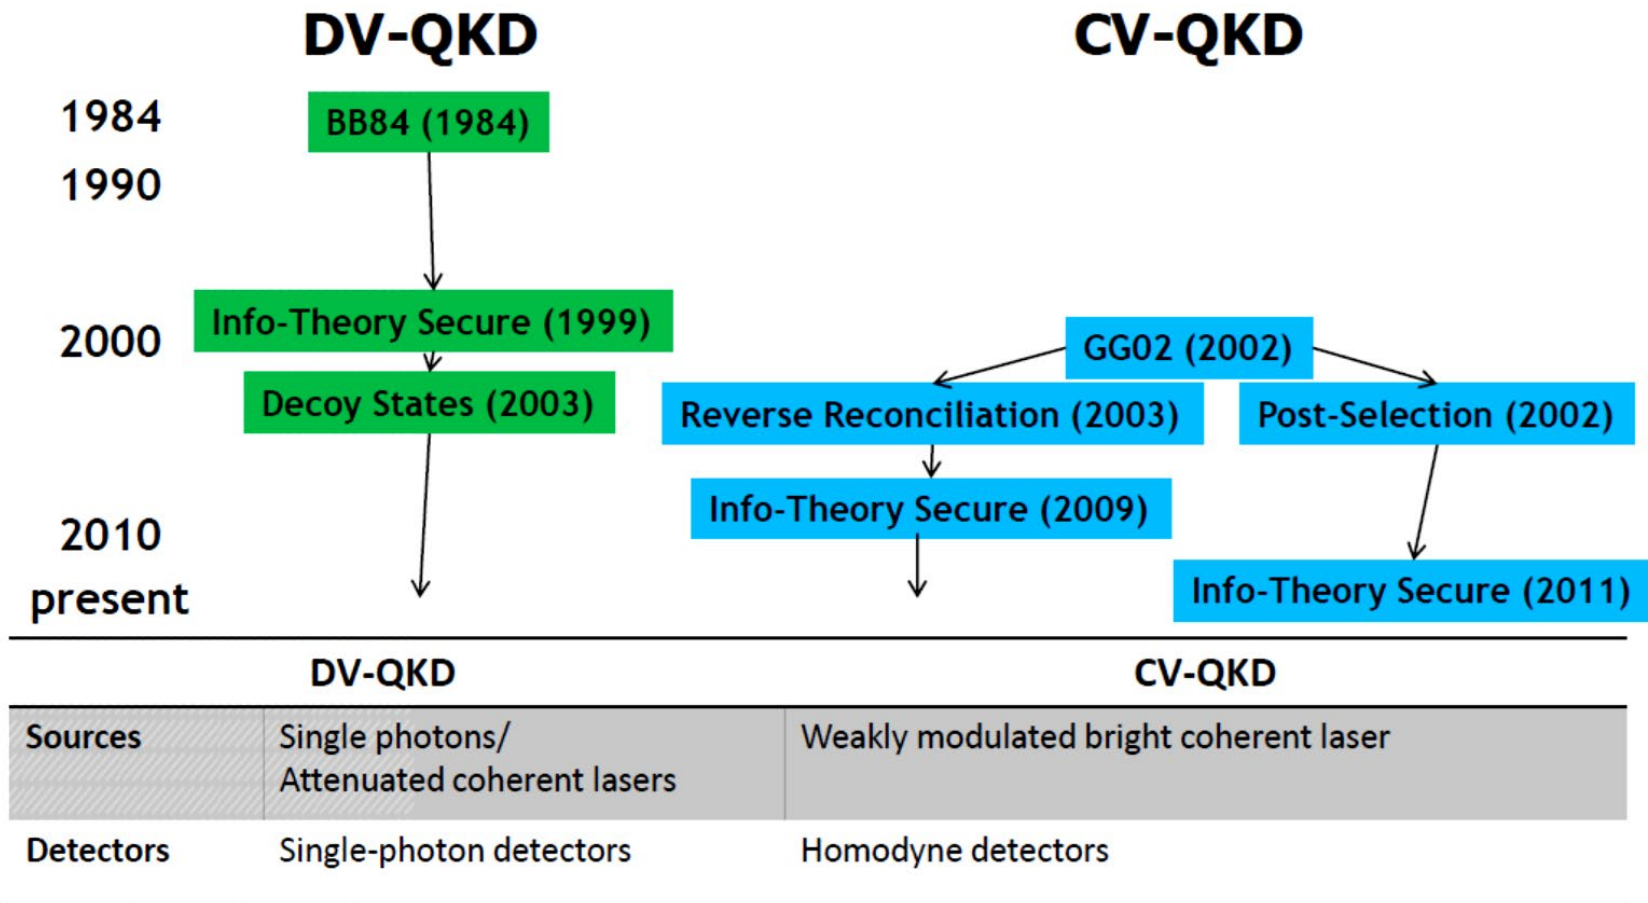 DV-QKD
CV-QKD
1984
BB84 (1984)
1990
Info-Theory Secure (1999)
2000
GG02 (2002)
Decoy States (2003)
Reverse Reconciliation (2003)
Post-Selection (2002)
Info-Theory Secure (2009)
2010
Info-Theory Secure (2011)
present
DV-QKD
CV-QKD
Sources
Single photons/
Attenuated coherent lasers
Weakly modulated bright coherent laser
Detectors
Single-photon detectors
Homodyne detectors